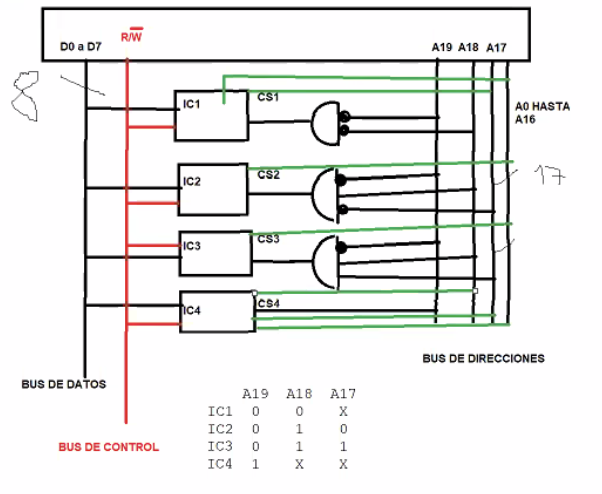 R/W
D0 a D7
A19 A18 A17
8
IC1
CS1
A0 HASTA
A16
IC2
CS2
17
IC3
CS3
IC4
CS4
BUS DE DIRECCIONES
BUS DE DATOS
BUS DE CONTROL
A19 A18 A17
IC1 0 0 X
IC2 0 1 0
IC3 0 1 1
IC4 1 X X